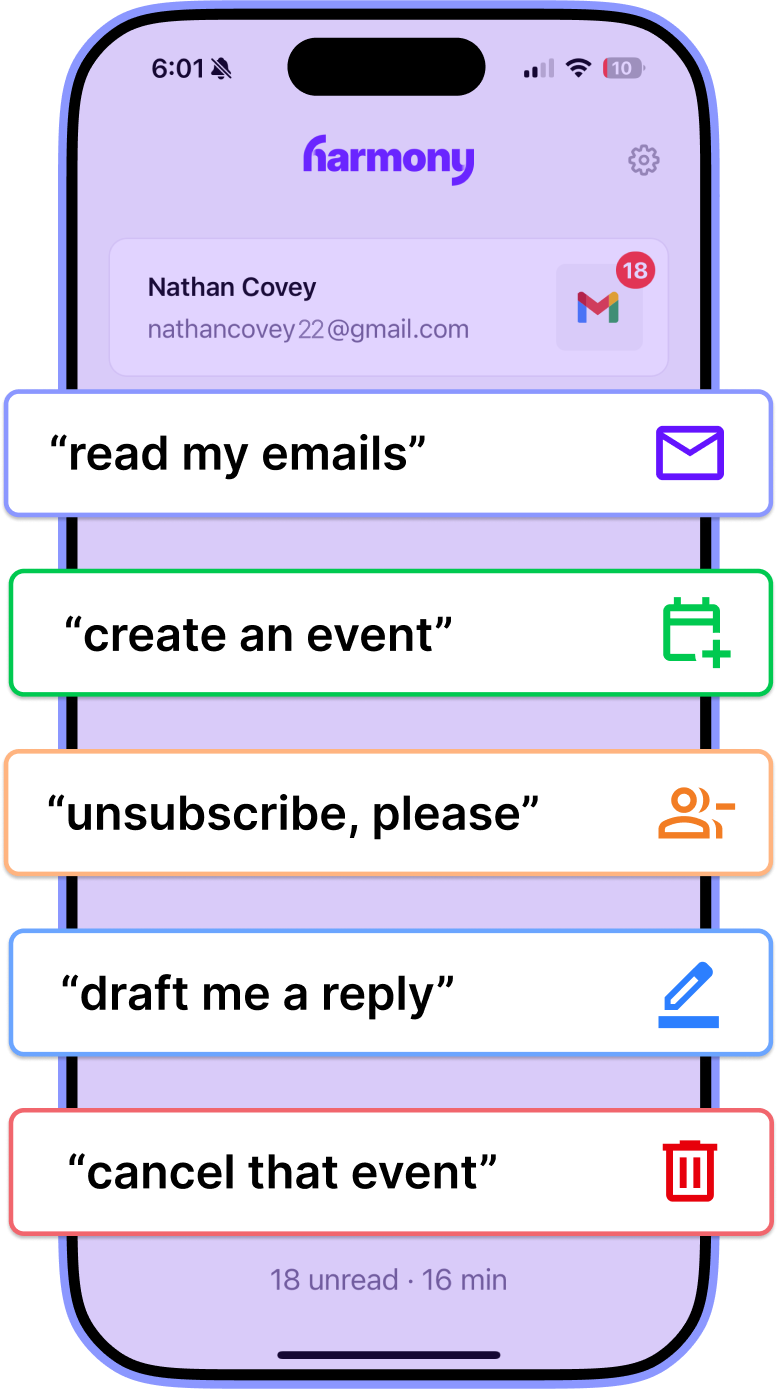 6:01
10
harmony
18
Nathan Covey
nathancovey22@gmail.com
“read my emails”
“create an event”
“unsubscribe, please”
“draft me a reply”
“cancel that event”
18 unread · 16 min